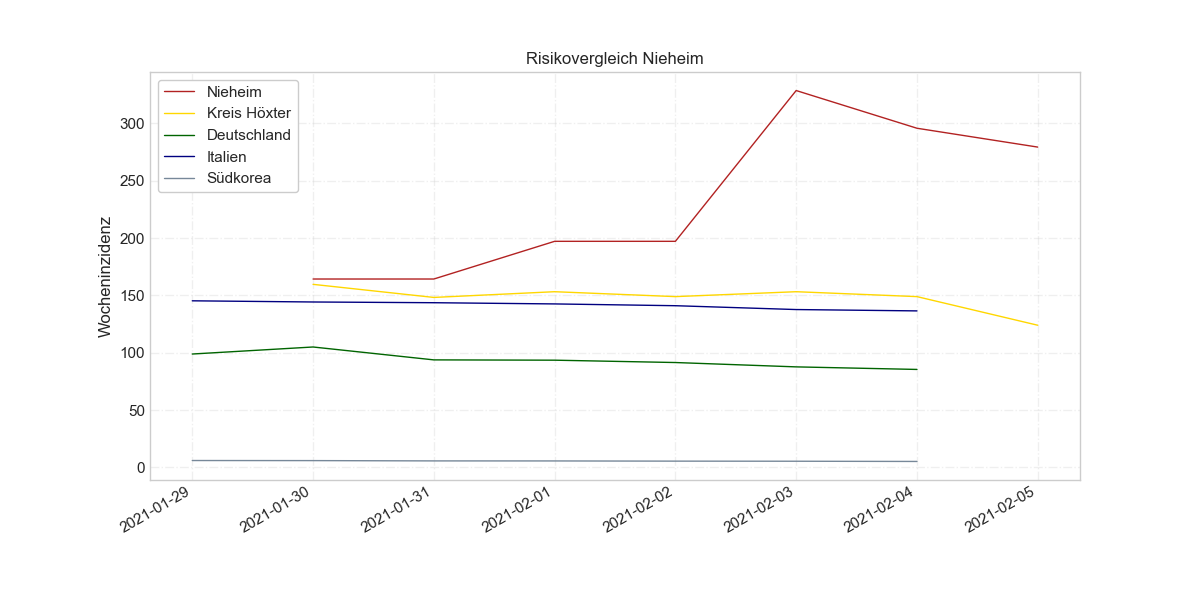 Risikovergleich Nieheim
Nieheim
Kreis Höxter
Deutschland
Italien
Südkorea
Wocheninzidenz
300
250
200
150
100
50
0
2021-01-29
2021-01-30
2021-01-31
2021-02-01
2021-02-02
2021-02-03
2021-02-04
2021-02-05